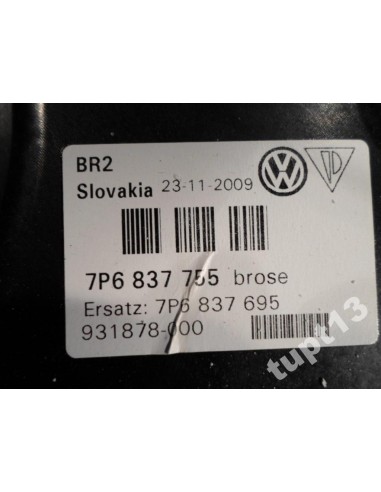 BR2
Slovakia 23-11-2009
7P6 837 755 brose
Ersatz: 7P6 837 695
931878-000
tupt13